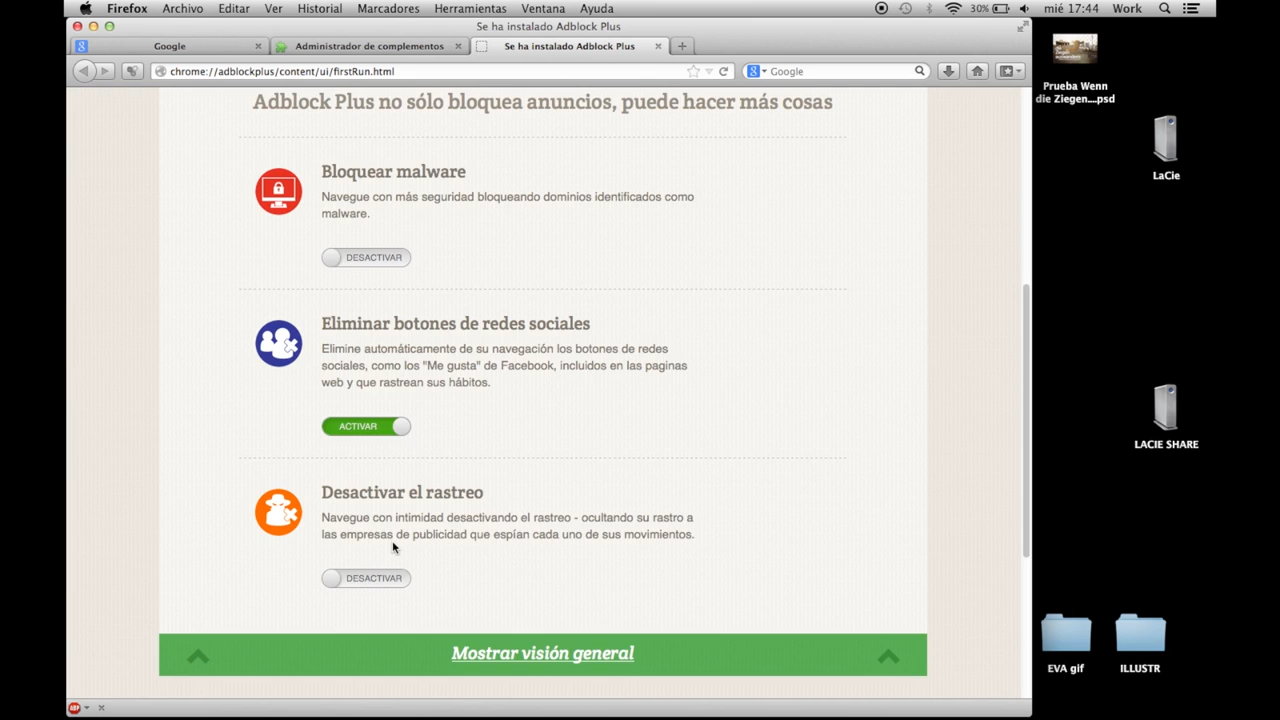 Firefox Archivo Editar Ver Historial Marcadores Herramientas Ventana Ayuda 30% mié 17:44 Work
Se ha instalado Adblock Plus
Google Administrador de complementos Se ha instalado Adblock Plus
chrome://adblockplus/content/ui/firstRun.html Google
Adblock Plus no sólo bloquea anuncios, puede hacer más cosas
Bloquear malware
Navegue con más seguridad bloqueando dominios identificados como
malware.
DESACTIVAR
Eliminar botones de redes sociales
Elimine automáticamente de su navegación los botones de redes
sociales, como los "Me gusta" de Facebook, incluidos en las paginas
web y que rastrean sus hábitos.
ACTIVAR
Desactivar el rastreo
Navegue con intimidad desactivando el rastreo - ocultando su rastro a
las empresas de publicidad que espían cada uno de sus movimientos.
DESACTIVAR
Mostrar visión general
ABP
Prueba Wenn
die Ziegen....psd
LaCie
LACIE SHARE
EVA gif
ILLUSTR